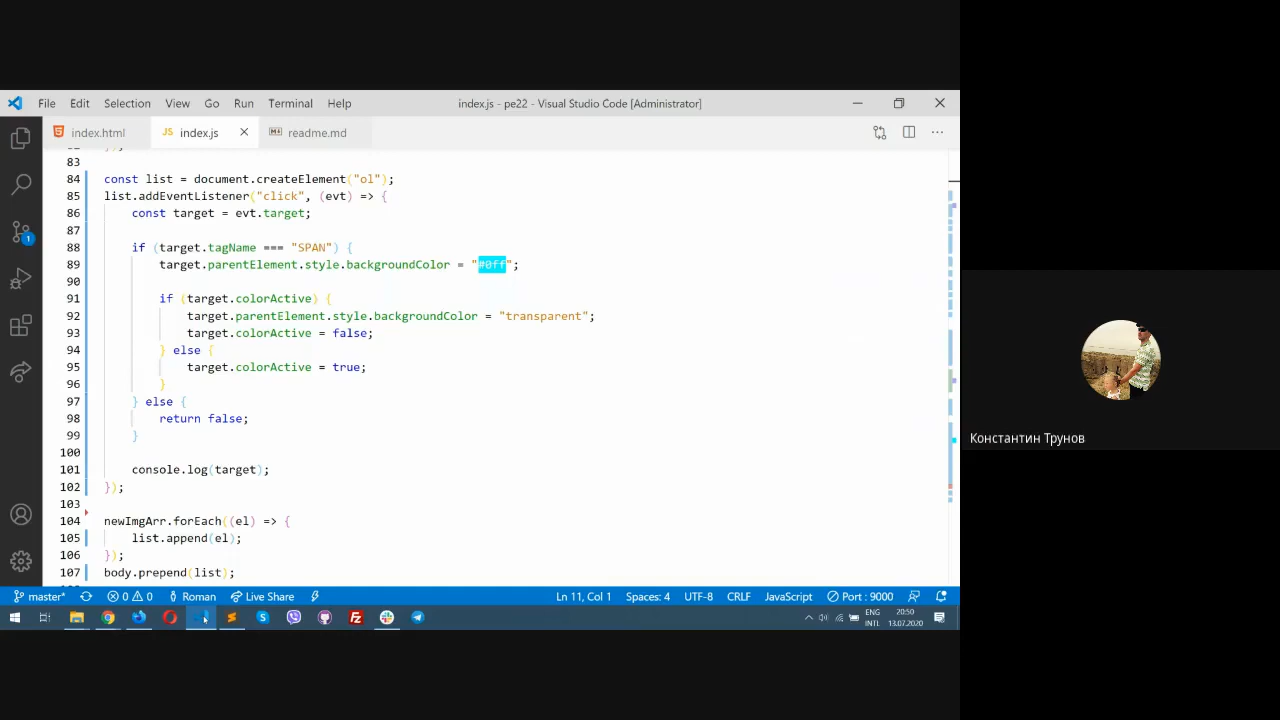 File Edit Selection View Go Run Terminal Help index.js - pe22 - Visual Studio Code [Administrator]
index.html JS index.js readme.md
83
84 const list = document.createElement("ol");
85 list.addEventListener("click", (evt) => {
86 const target = evt.target;
87
88 if (target.tagName === "SPAN") {
89 target.parentElement.style.backgroundColor = "#0ff";
90
91 if (target.colorActive) {
92 target.parentElement.style.backgroundColor = "transparent";
93 target.colorActive = false;
94 } else {
95 target.colorActive = true;
96 }
97 } else {
98 return false;
99 }
100
101 console.log(target);
102 });
103
104 newImgArr.forEach((el) => {
105 list.append(el);
106 });
107 body.prepend(list);
master* 0 0 Roman Live Share Ln 11, Col 1 Spaces: 4 UTF-8 CRLF JavaScript Port : 9000
ENG 20:50
INTL 13.07.2020
Константин Трунов
1